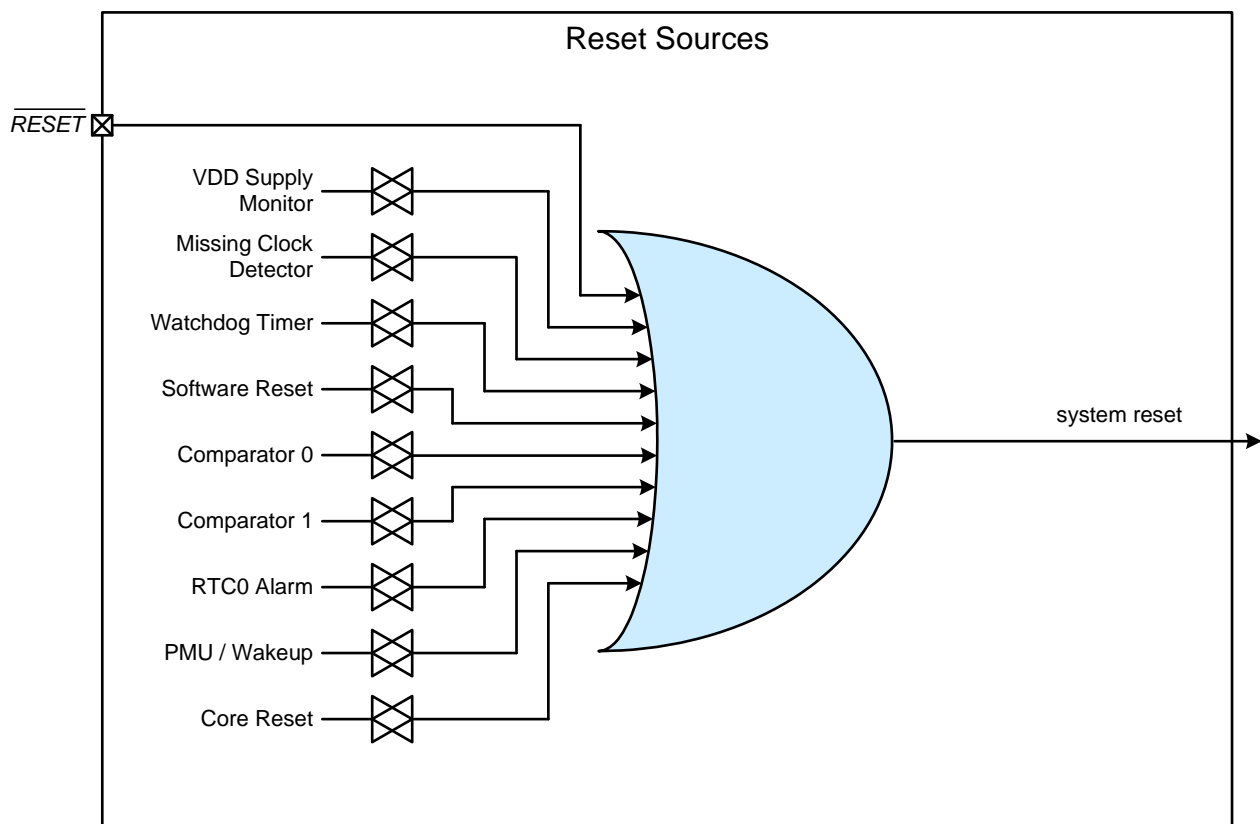 Reset Sources
RESET
VDD Supply
Monitor
Missing Clock
Detector
Watchdog Timer
Software Reset
Comparator 0
Comparator 1
RTC0 Alarm
PMU / Wakeup
Core Reset
system reset